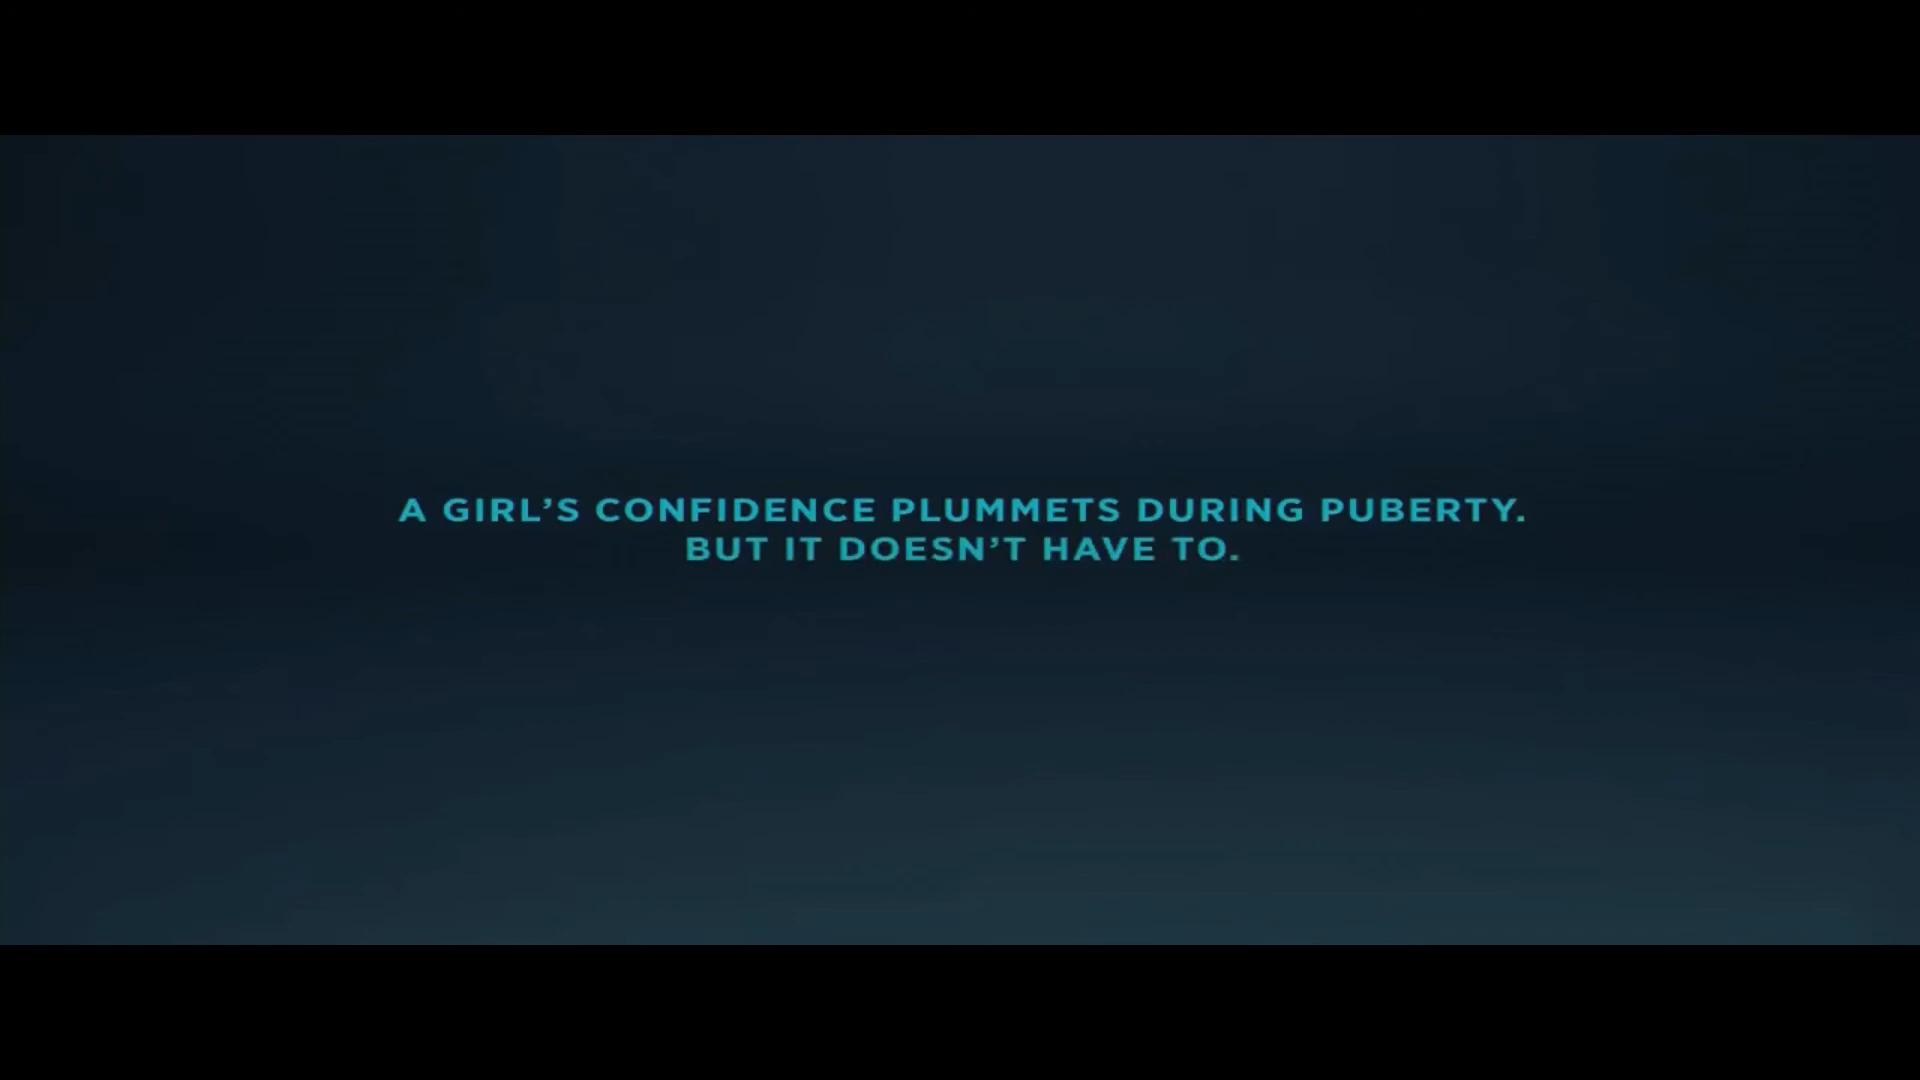 A GIRL’S CONFIDENCE PLUMMETS DURING PUBERTY.
BUT IT DOESN’T HAVE TO.